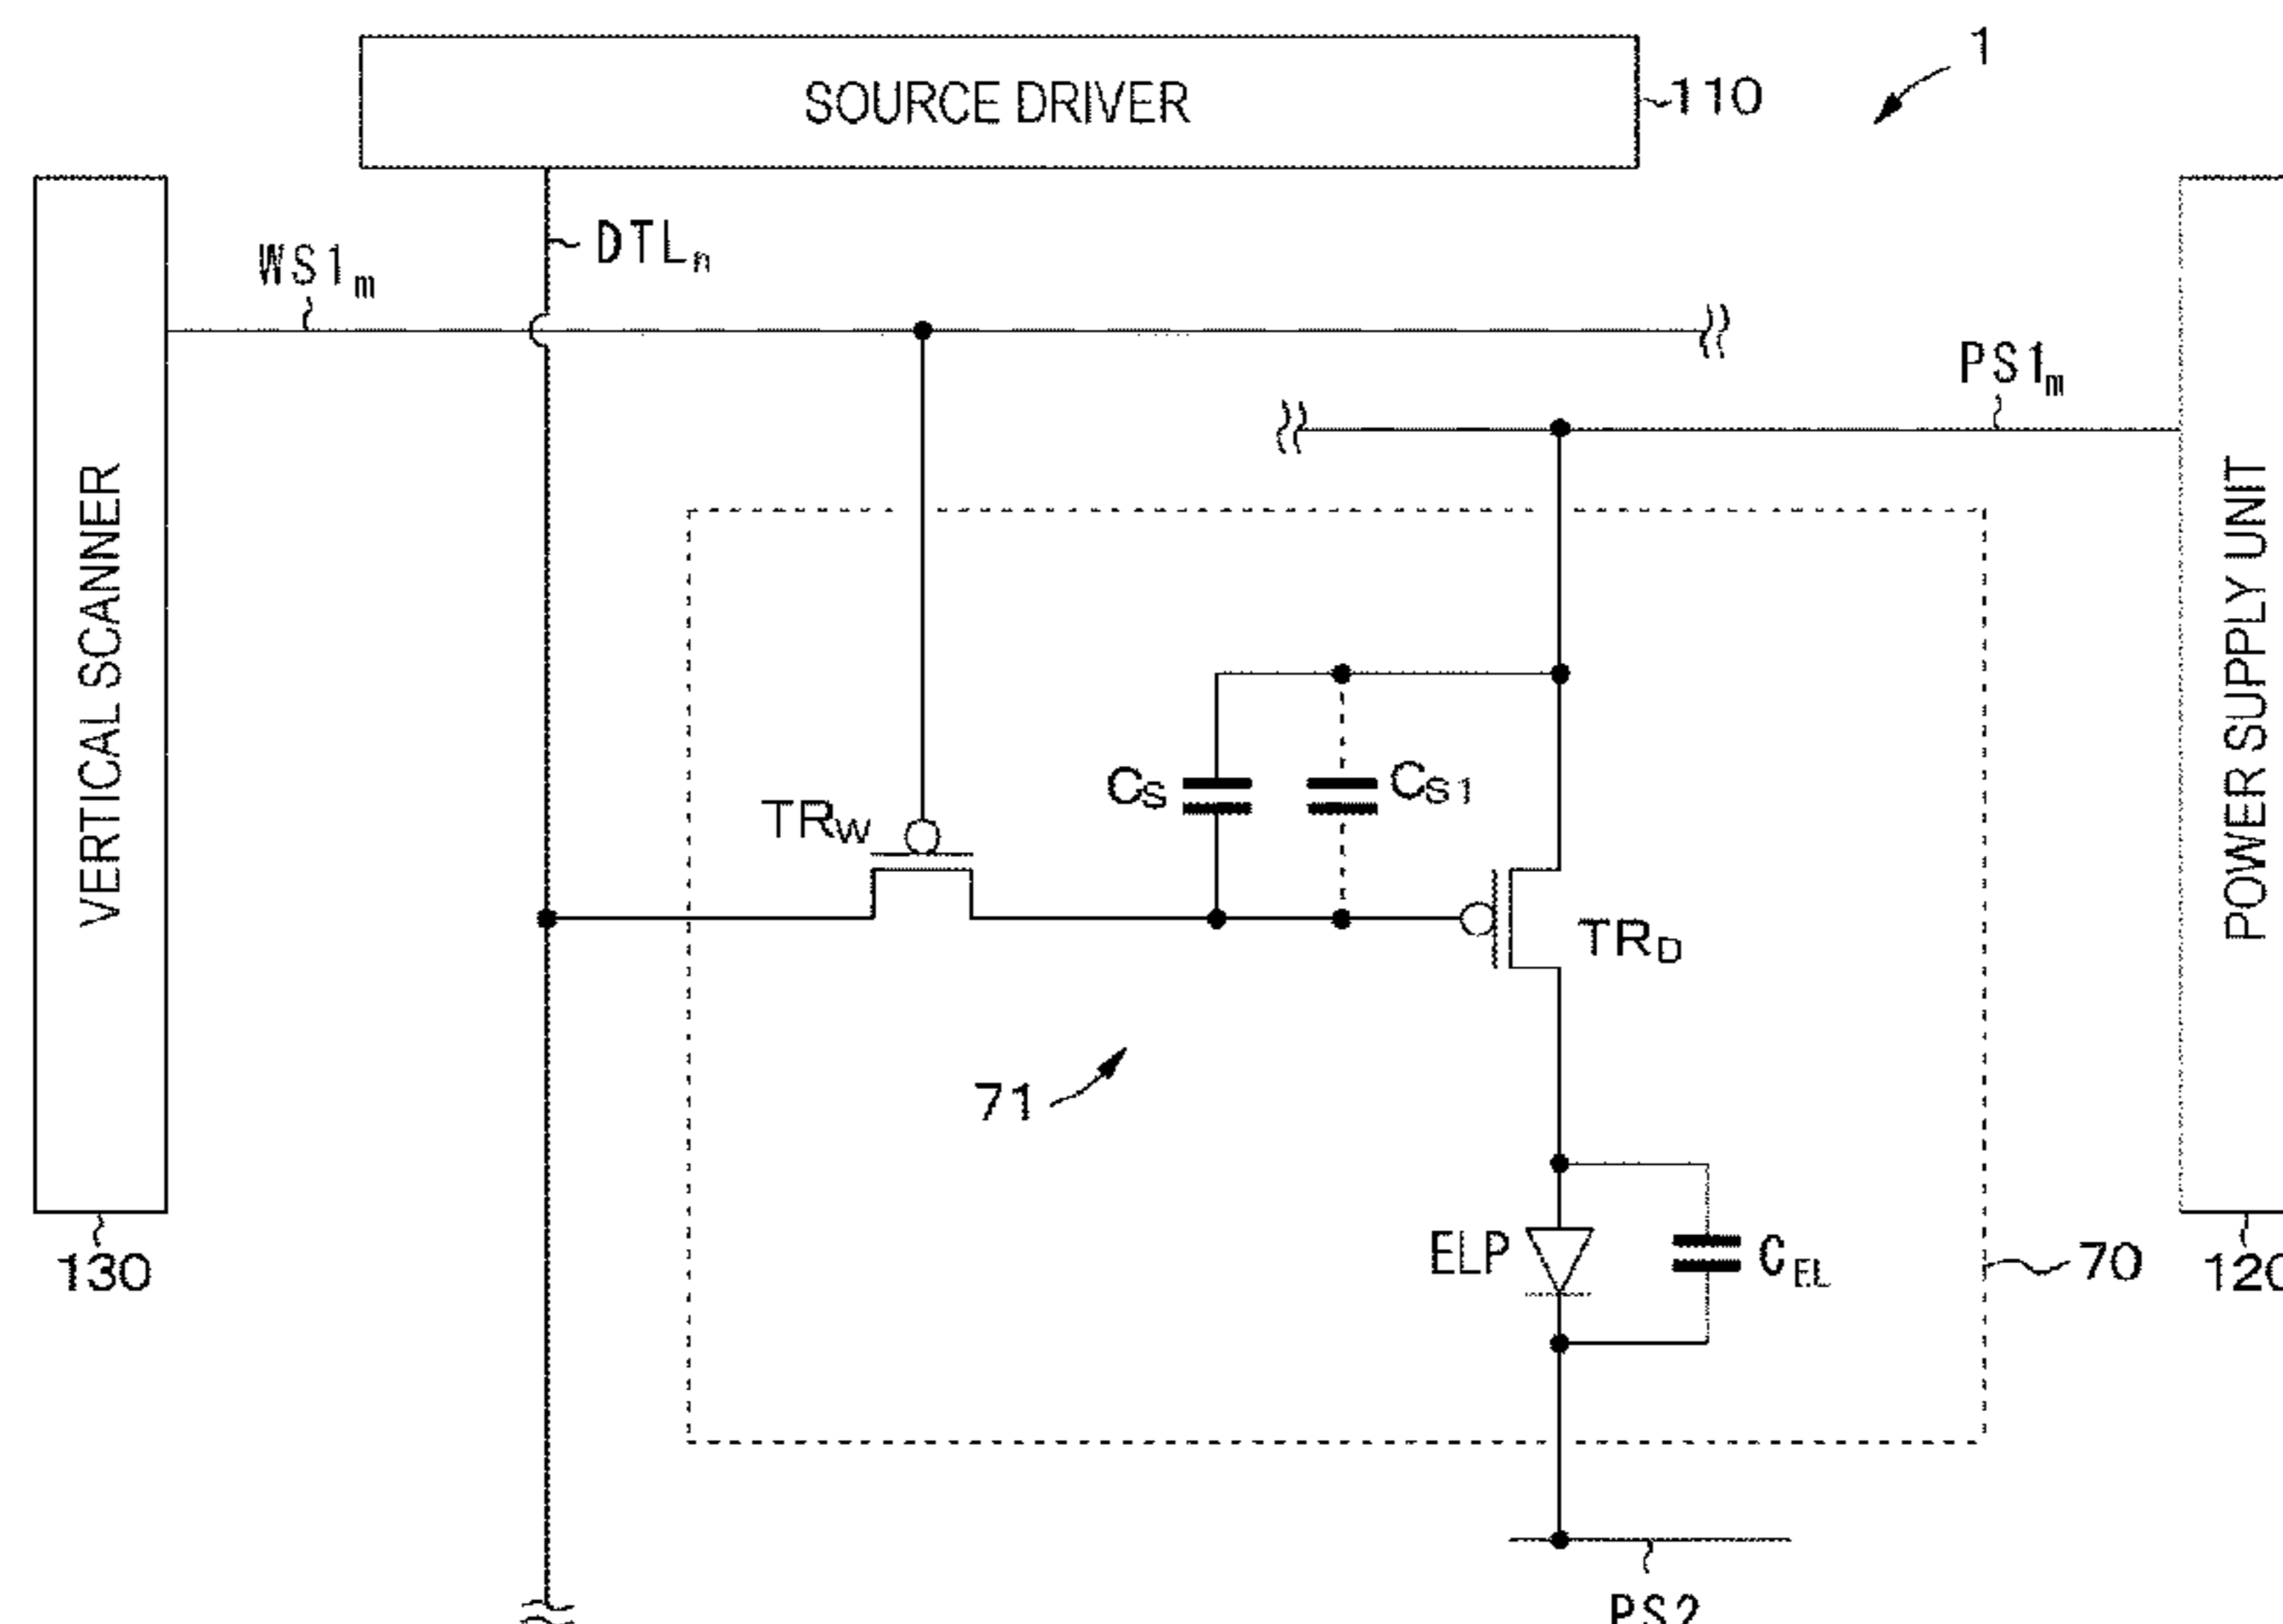 1
SOURCE DRIVER
110
DTLn
WS1m
PS1m
VERTICAL SCANNER
POWER SUPPLY UNIT
CS
CS1
TRW
TRD
71
ELP
CEL
70
130
120
PS2